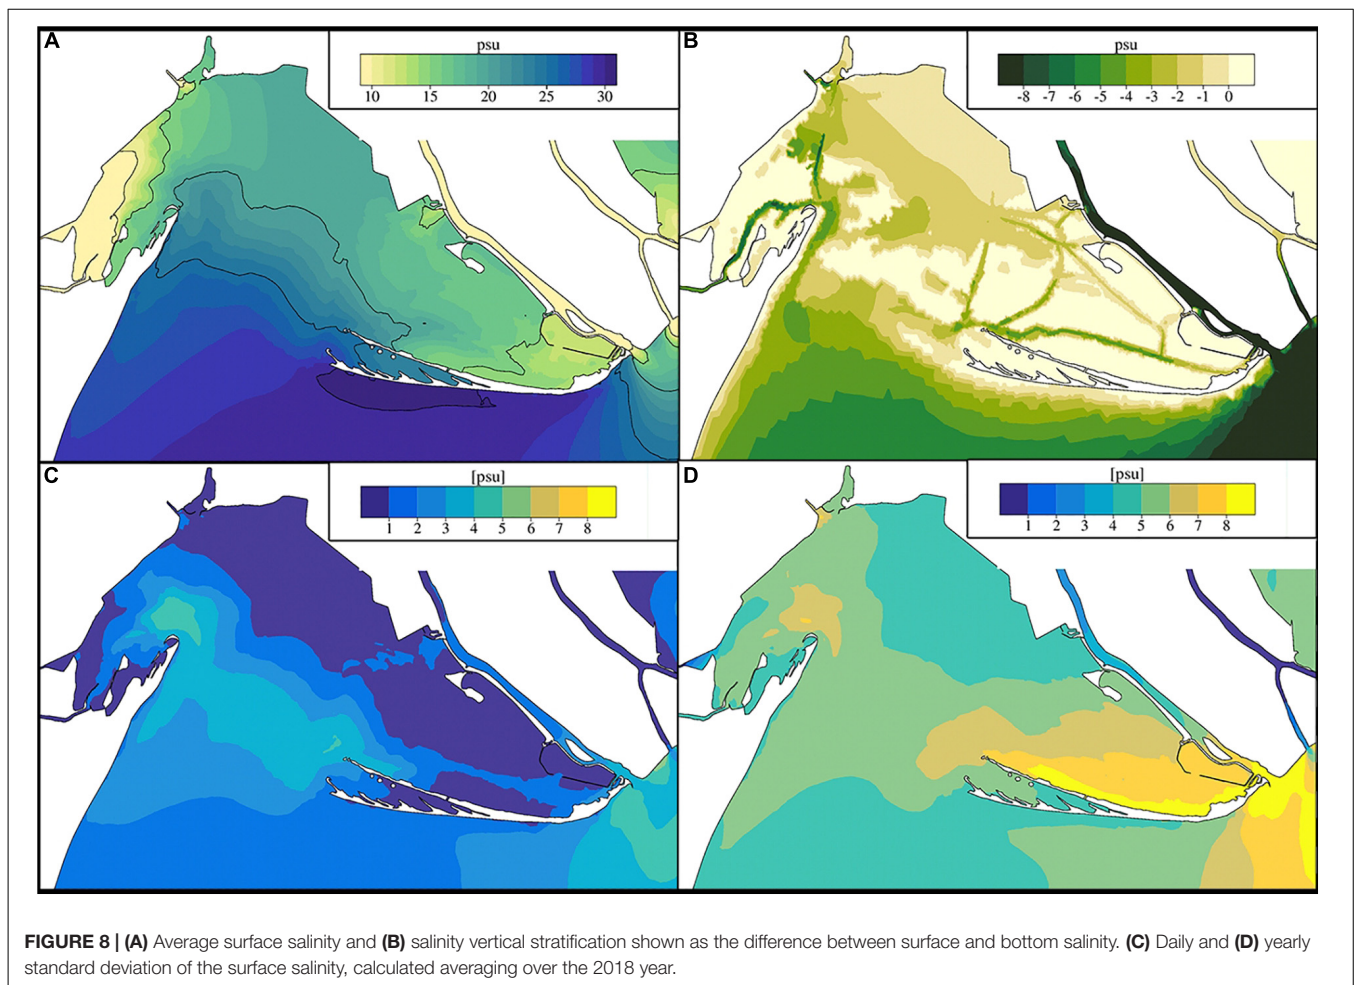 A
psu
10 15 20 25 30
B
psu
-8 -7 -6 -5 -4 -3 -2 -1 0
C
[psu]
1 2 3 4 5 6 7 8
D
[psu]
1 2 3 4 5 6 7 8
FIGURE 8 | (A) Average surface salinity and (B) salinity vertical stratification shown as the difference between surface and bottom salinity. (C) Daily and (D) yearly
standard deviation of the surface salinity, calculated averaging over the 2018 year.